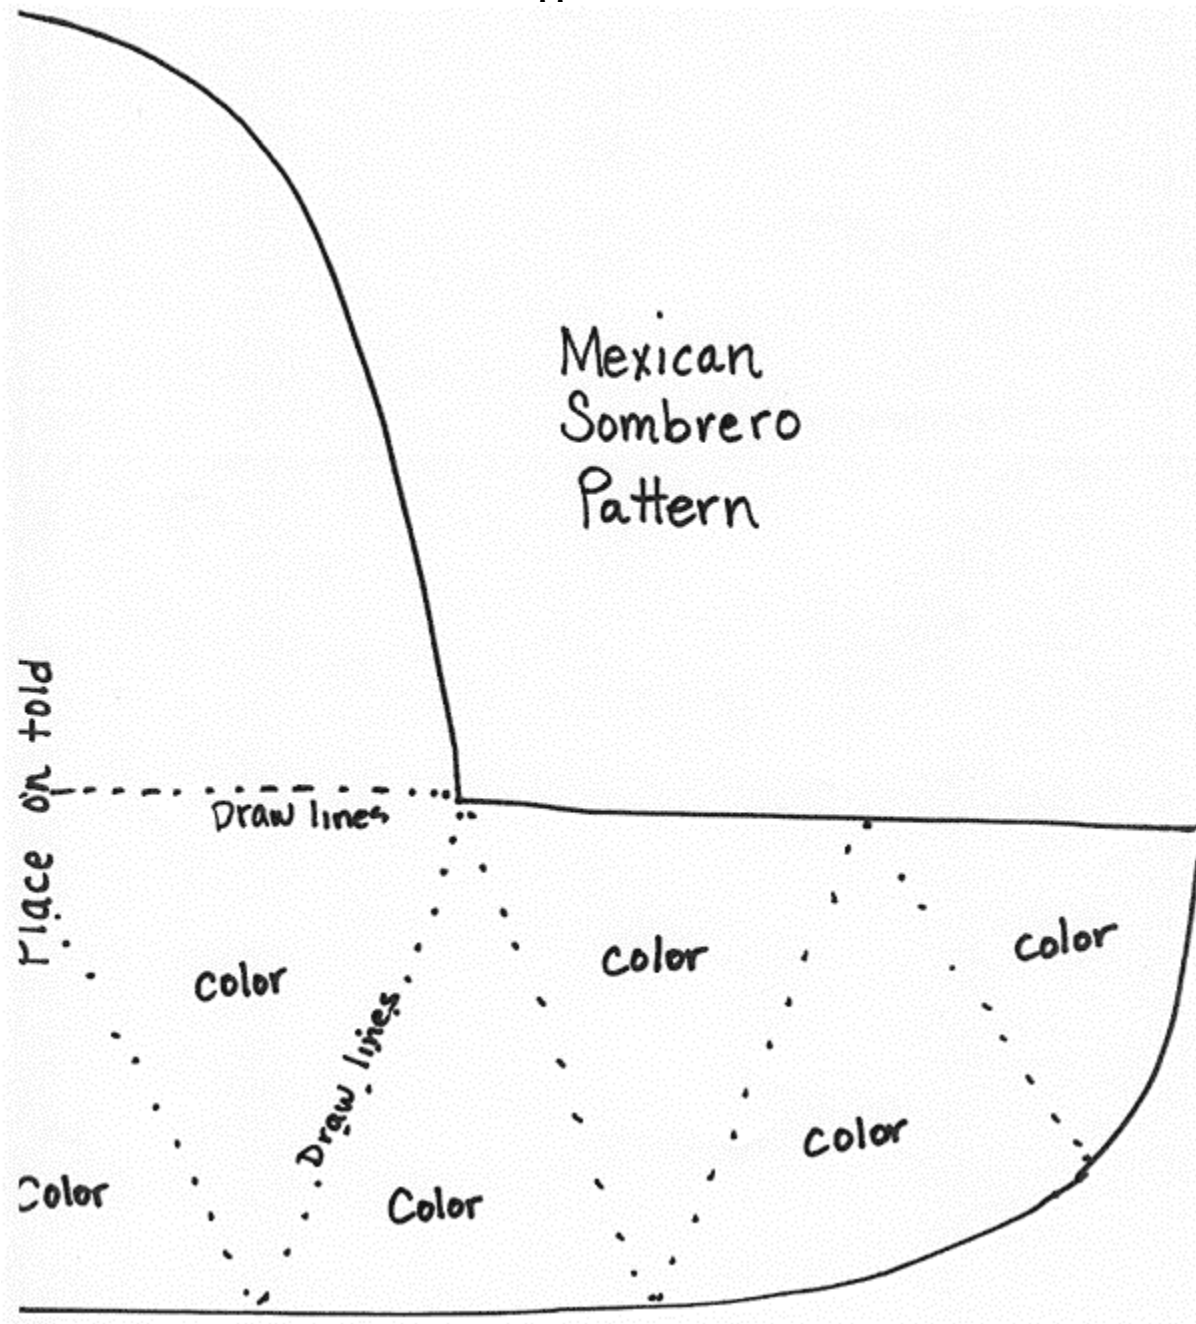 Mexican
Sombrero
Pattern
Place on fold
Draw lines
Color
Color
Color
Draw lines
Color
Color
Color